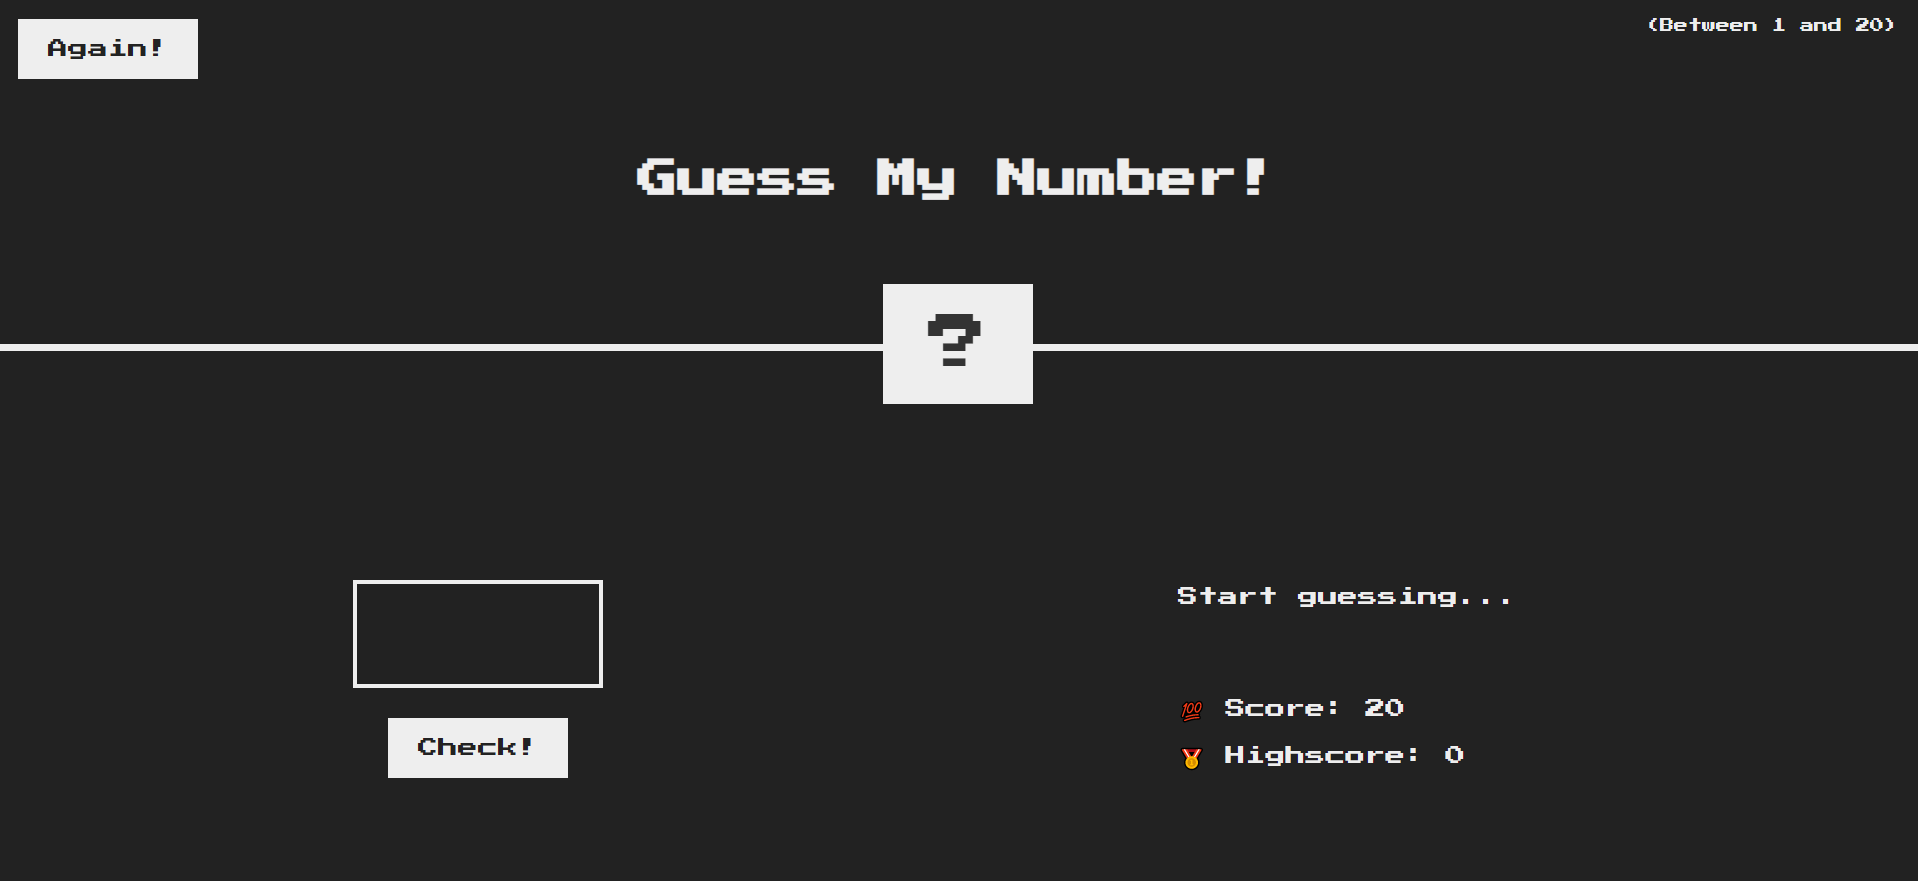 Again!
(Between 1 and 20)
Guess My Number!
?
Start guessing...
💯 Score: 20
🥇 Highscore: 0
Check!